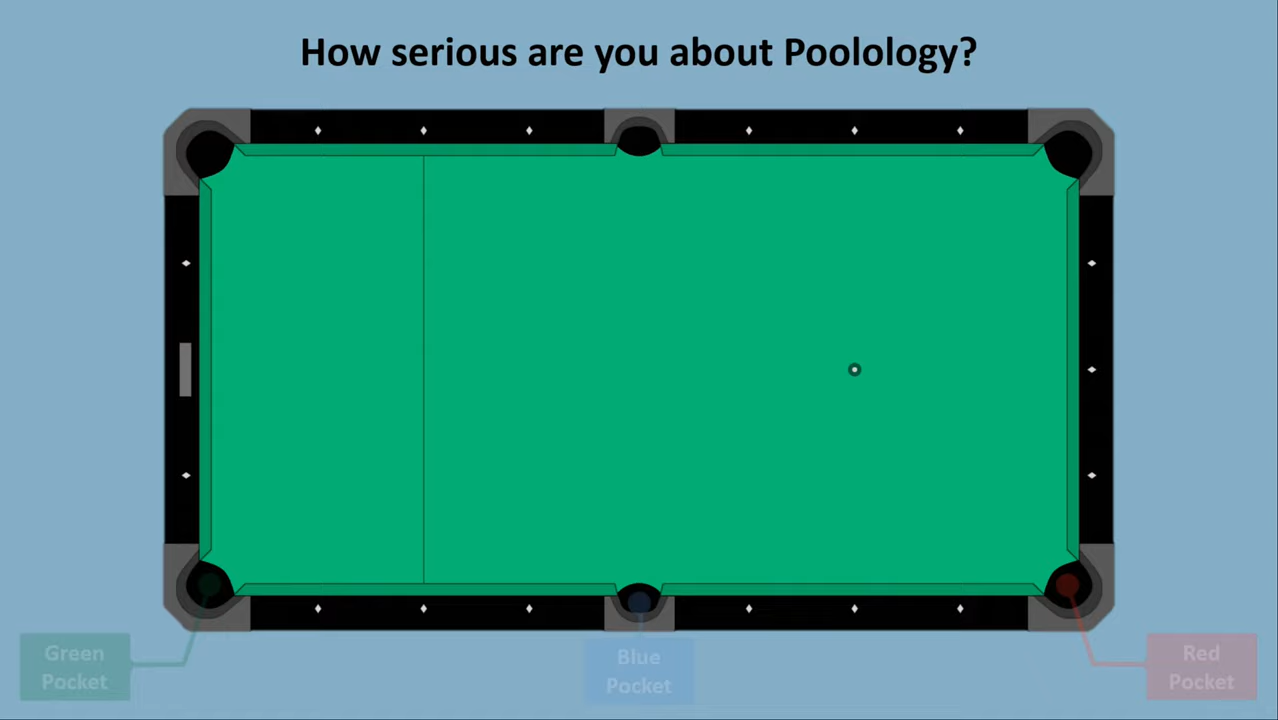 How serious are you about Poolology?
Green
Pocket
Blue
Pocket
Red
Pocket